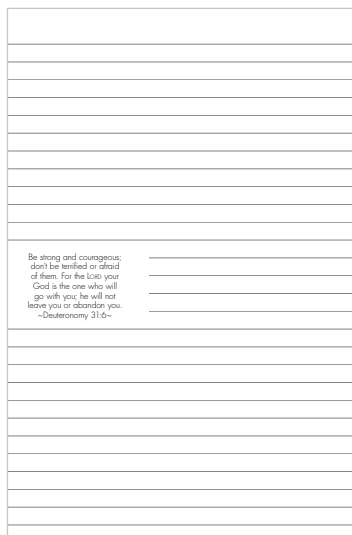 Be strong and courageous;
don't be terrified or afraid
of them. For the LORD your
God is the one who will
go with you; he will not
leave you or abandon you.
~Deuteronomy 31:6~